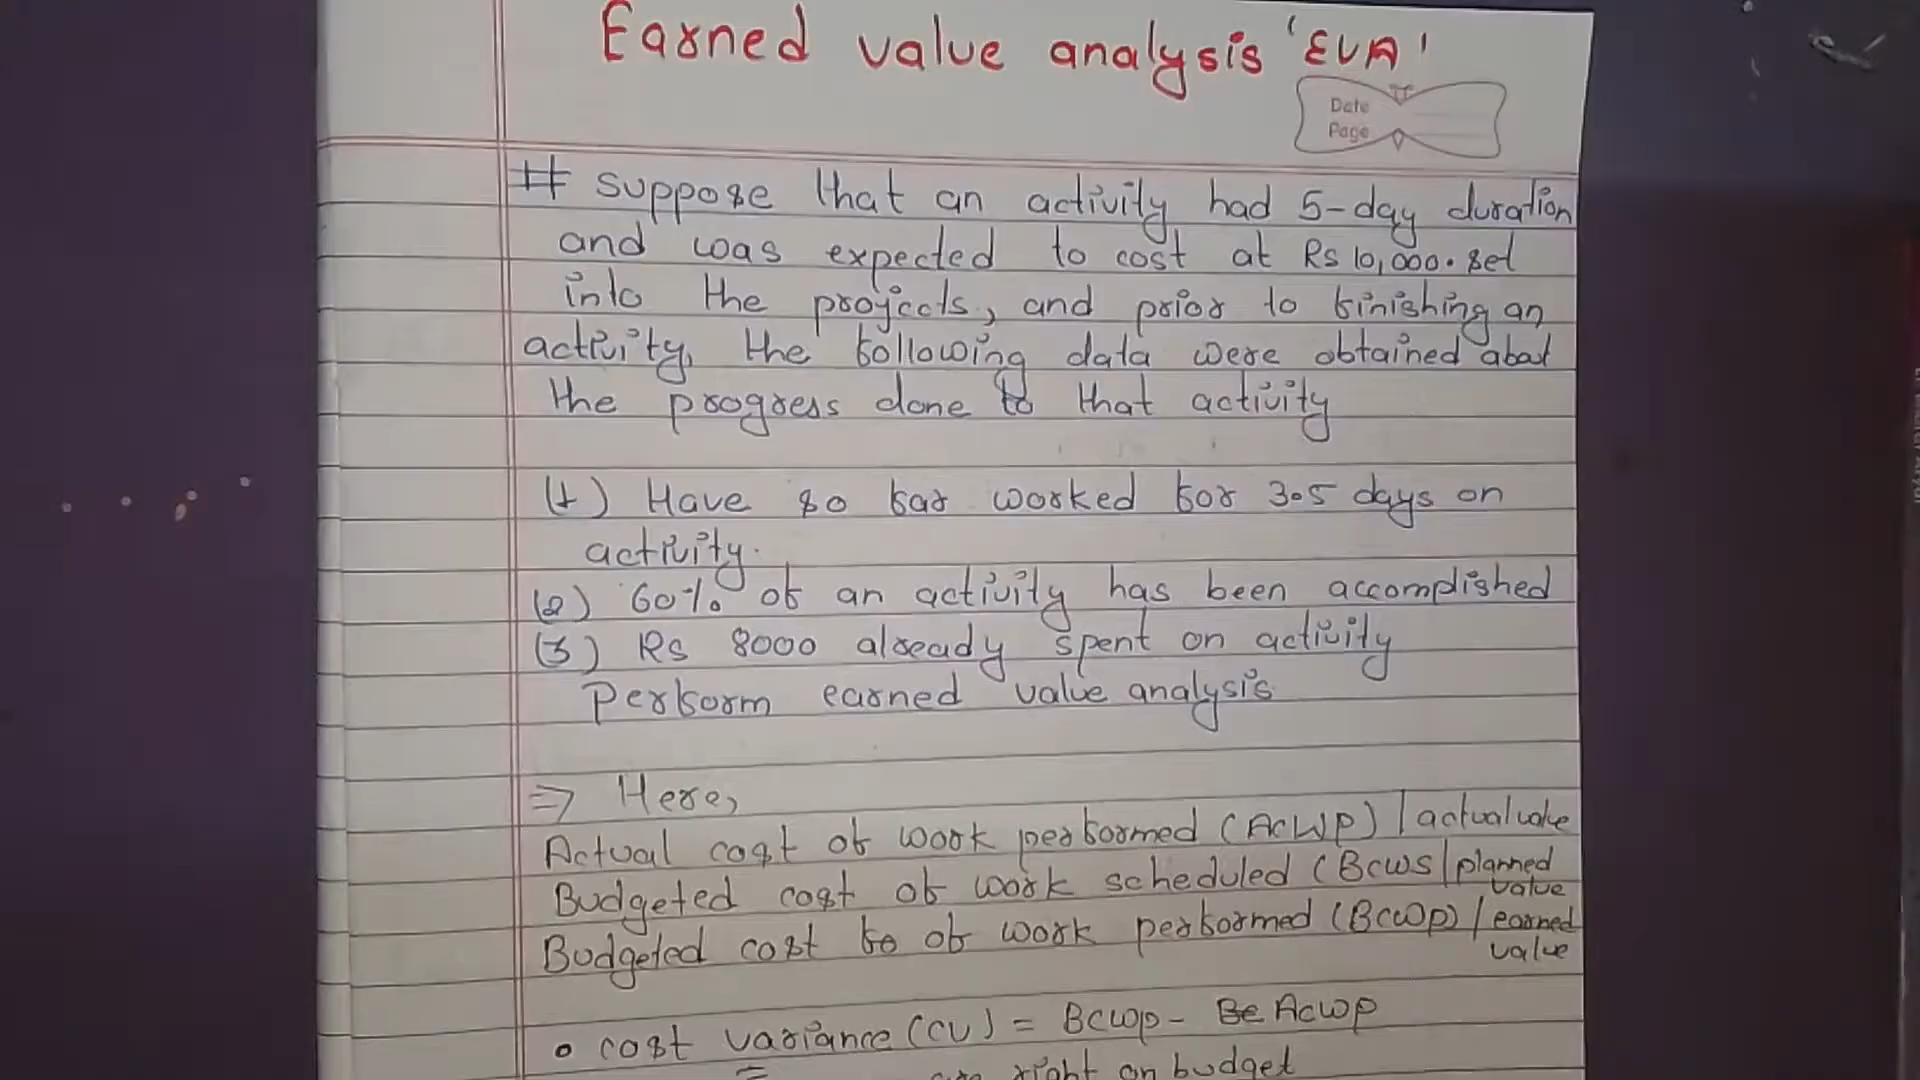 Earned value analysis 'EVA'
Date
Page
# suppose that an activity had 5-day duration
and was expected to cost at Rs 10,000. set
into the projects, and prior to finishing an
activity, the following data were obtained about
the progress done to that activity
(1) Have so far worked for 3.5 days on
activity.
(2) 60% of an activity has been accomplished
(3) Rs 8000 already spent on activity
Perform earned value analysis
⇒ Here,
Actual cost of work performed (ACWP) | actual value
Budgeted cost of work scheduled (BCWS | planned value
Budgeted cost to of work performed (BCWP) | earned value
• cost variance (CV) = BCWP - Be ACWP
= right on budget